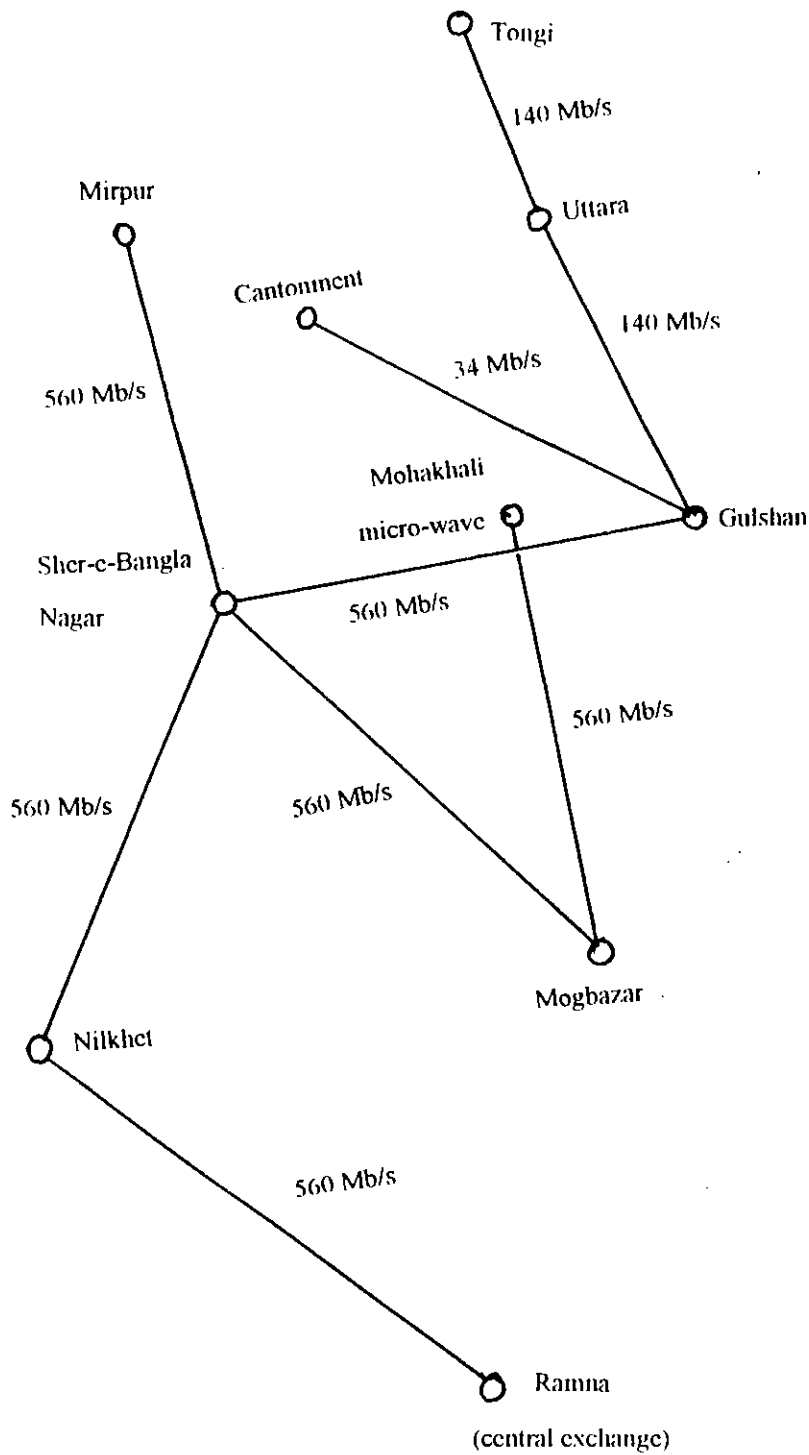 Tongi
140 Mb/s
Mirpur
Uttara
Cantonment
140 Mb/s
34 Mb/s
560 Mb/s
Mohakhali
micro-wave
Gulshan
Sher-e-Bangla
Nagar
560 Mb/s
560 Mb/s
560 Mb/s
560 Mb/s
Mogbazar
Nilkhet
560 Mb/s
Ramna
(central exchange)